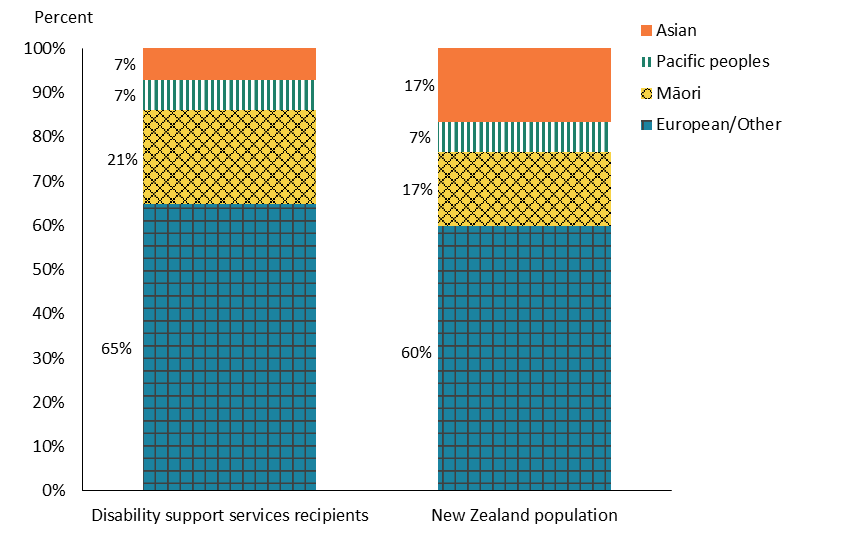 Percent
100%
90%
80%
70%
60%
50%
40%
30%
20%
10%
0%
7%
7%
21%
65%
17%
7%
17%
60%
Disability support services recipients
New Zealand population
Asian
Pacific peoples
Māori
European/Other